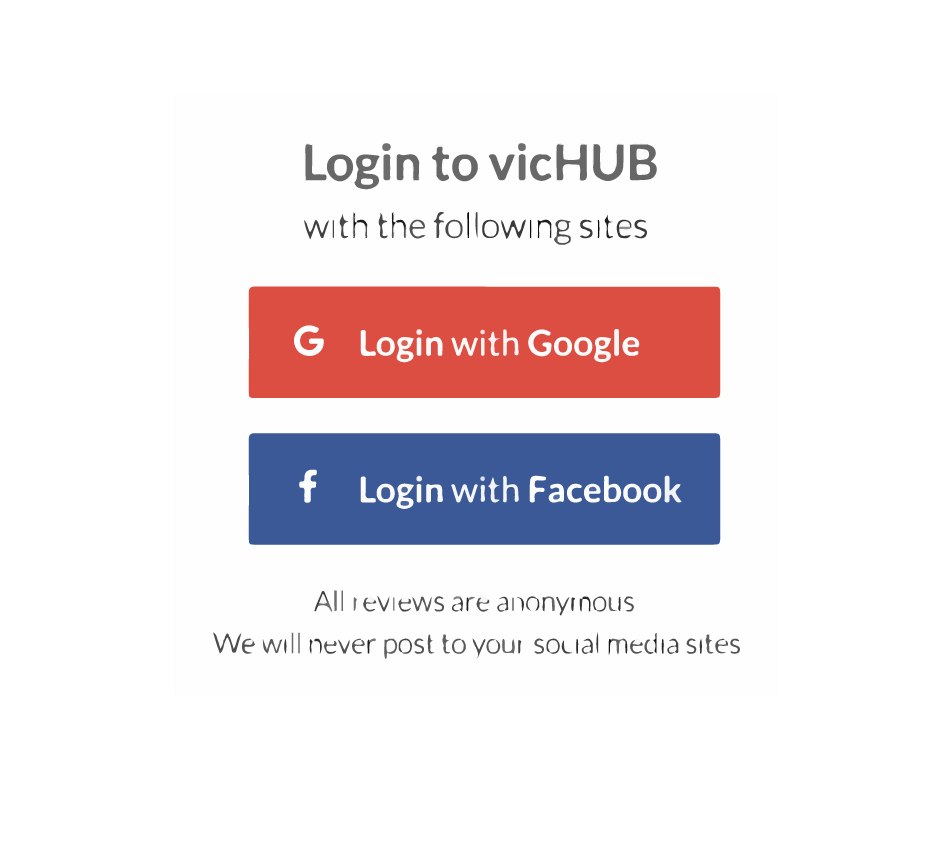 Login to vicHUB
with the following sites
G Login with Google
f Login with Facebook
All reviews are anonymous
We will never post to your social media sites